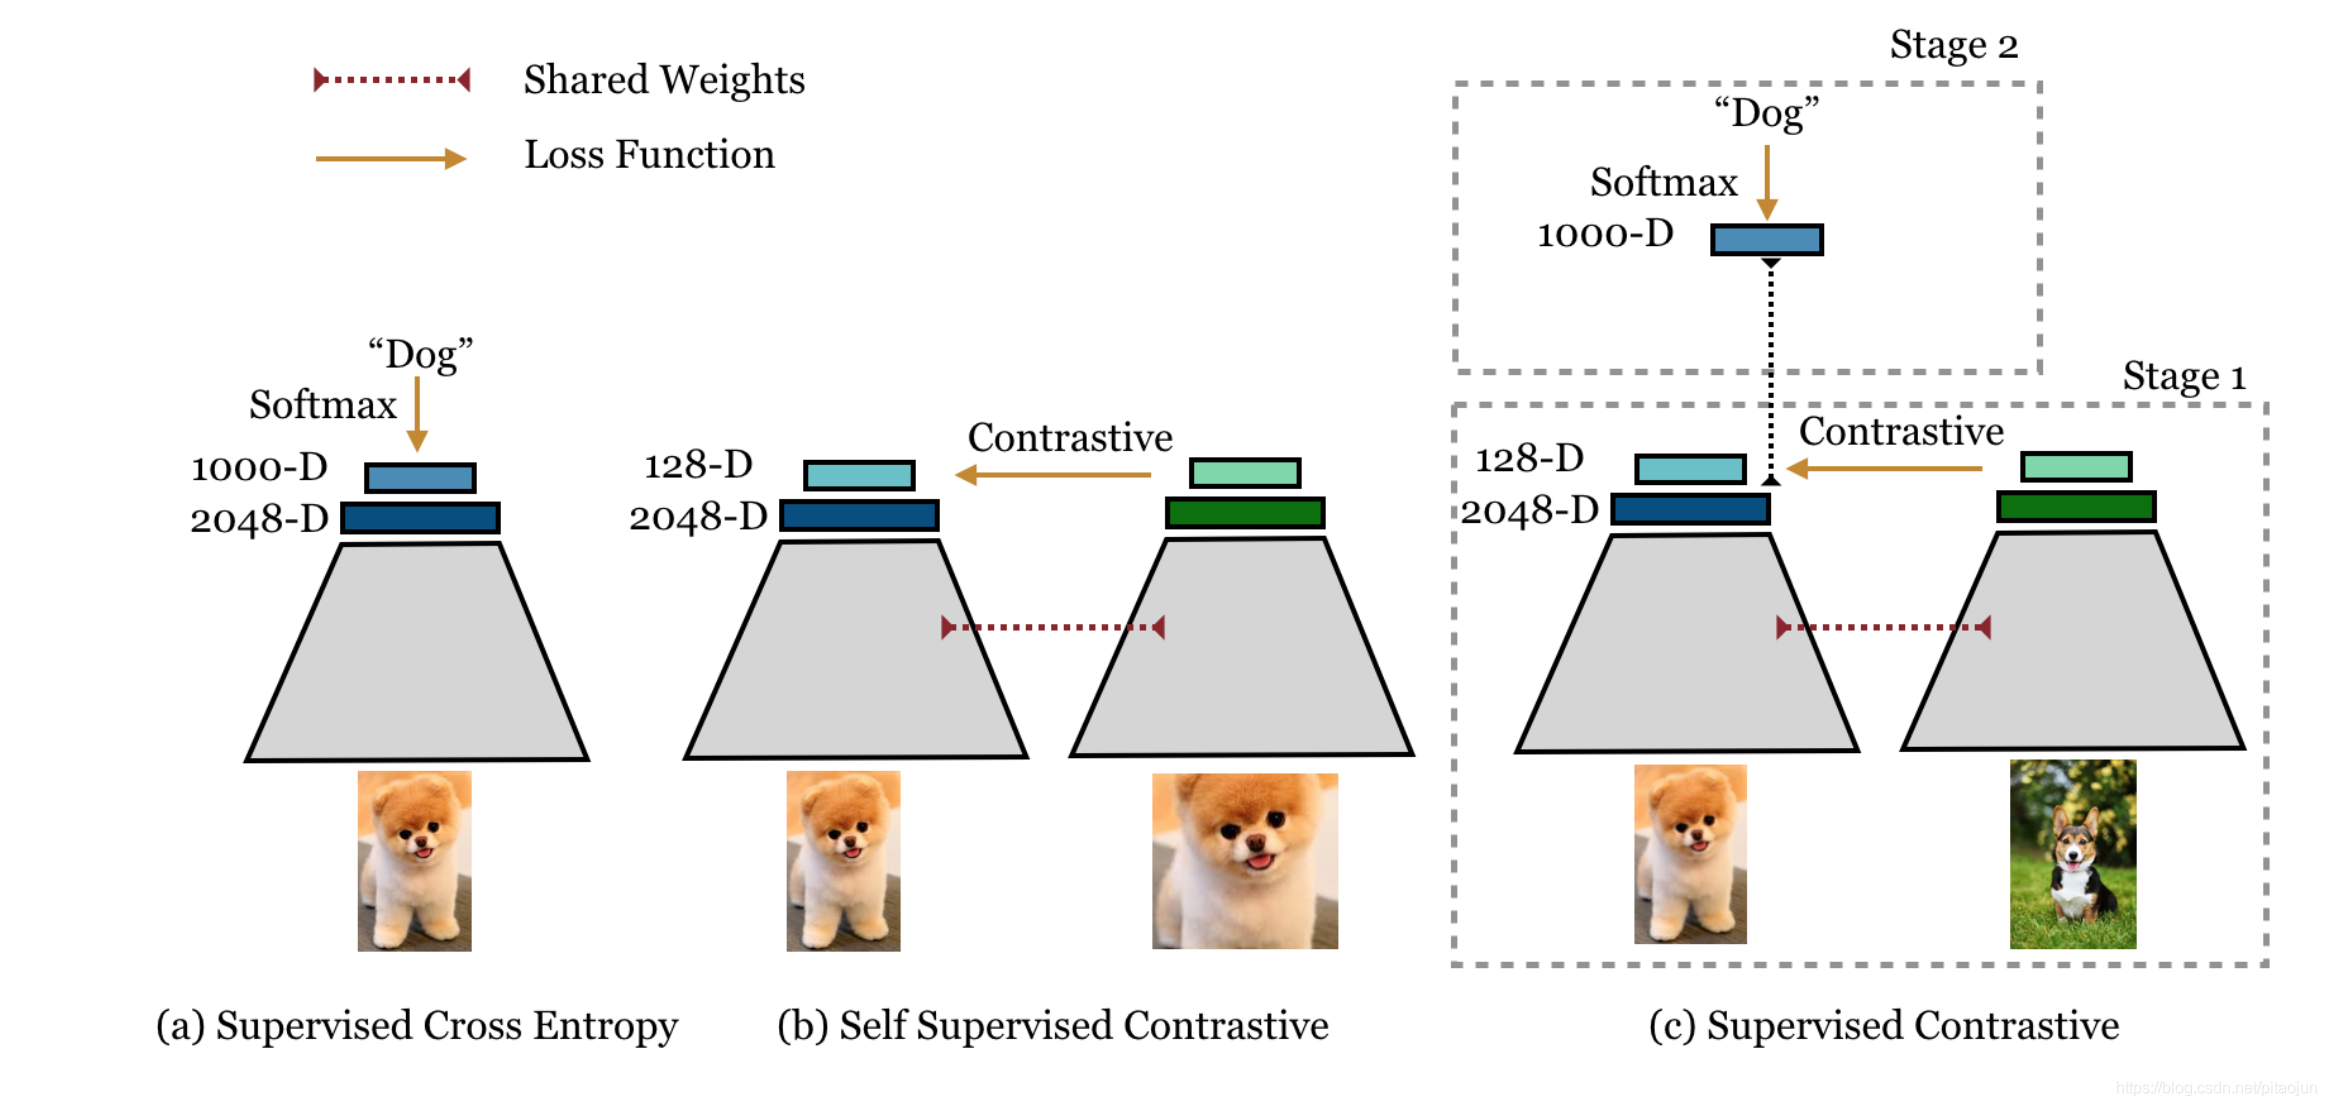 Shared Weights
Loss Function
“Dog”
Softmax
1000-D
2048-D
(a) Supervised Cross Entropy
128-D
2048-D
Contrastive
(b) Self Supervised Contrastive
Stage 2
“Dog”
Softmax
1000-D
Stage 1
128-D
2048-D
Contrastive
(c) Supervised Contrastive
https://blog.csdn.net/pitaojun